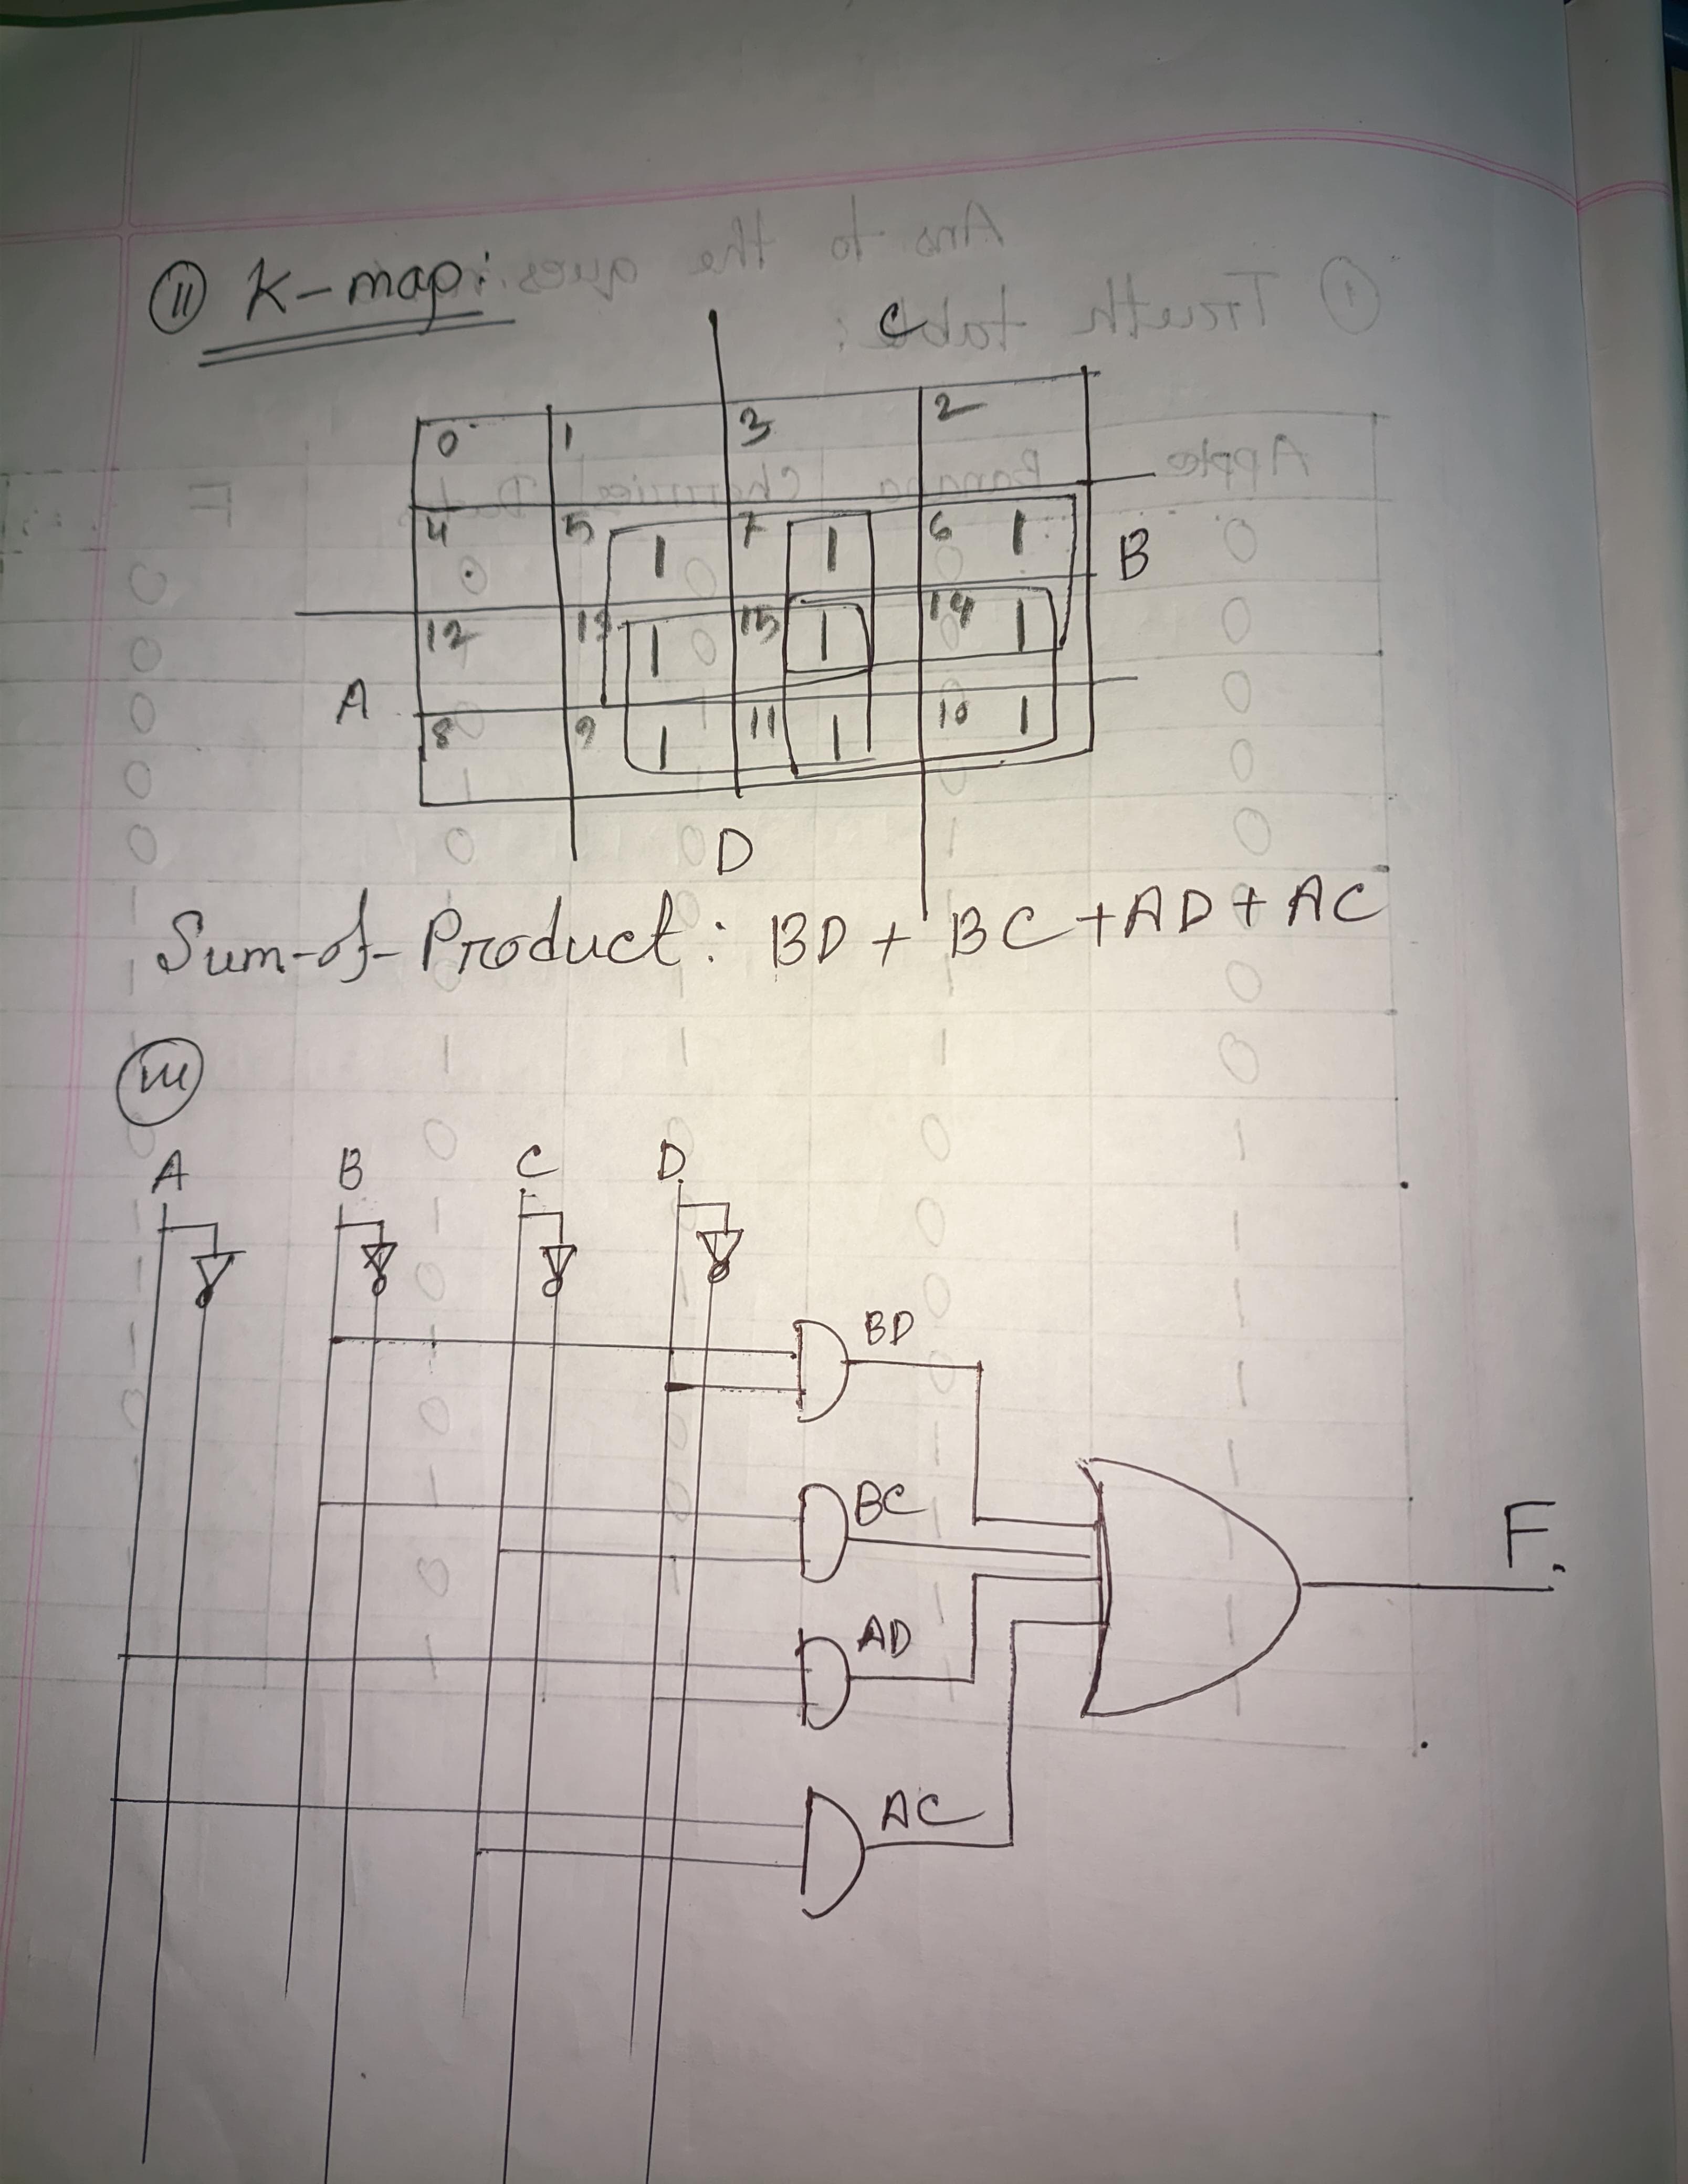 (II) K-map:
C
0 1 3 2
4 5 1 7 1 6 1
B
12 13 1 15 1 14 1
A
8 9 1 11 1 10 1
D
Sum-of-Product: BD + BC + AD + AC
(III)
A B C D
BD
BC
F.
AD
AC